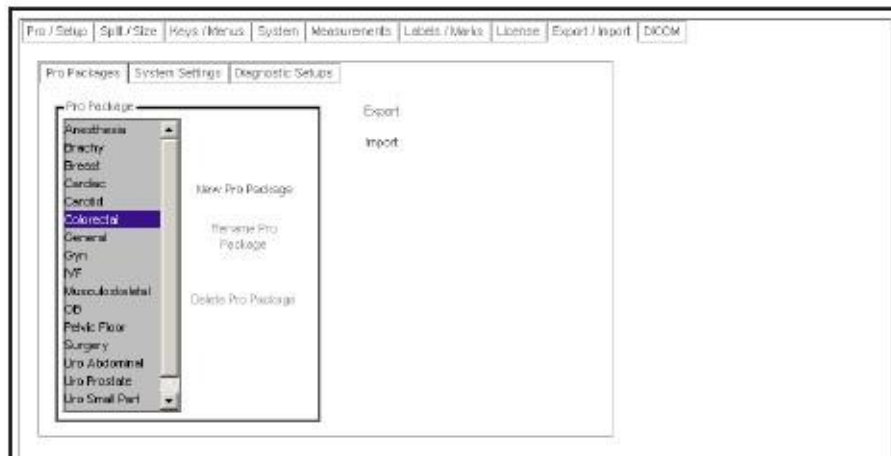 Pro / Setup Split / Size Keys / Menus System Measurements Labels / Marks License Export / Import DICOM
Pro Packages System Settings Diagnostic Setups
Pro Package
Anesthesia
Brachy
Breast
Cardiac
Carotid
Colorectal
General
Gyn
IVF
Musculoskeletal
OB
Pelvic Floor
Surgery
Uro Abdominal
Uro Prostate
Uro Small Part
New Pro Package
Rename Pro
Package
Delete Pro Package
Export
Import